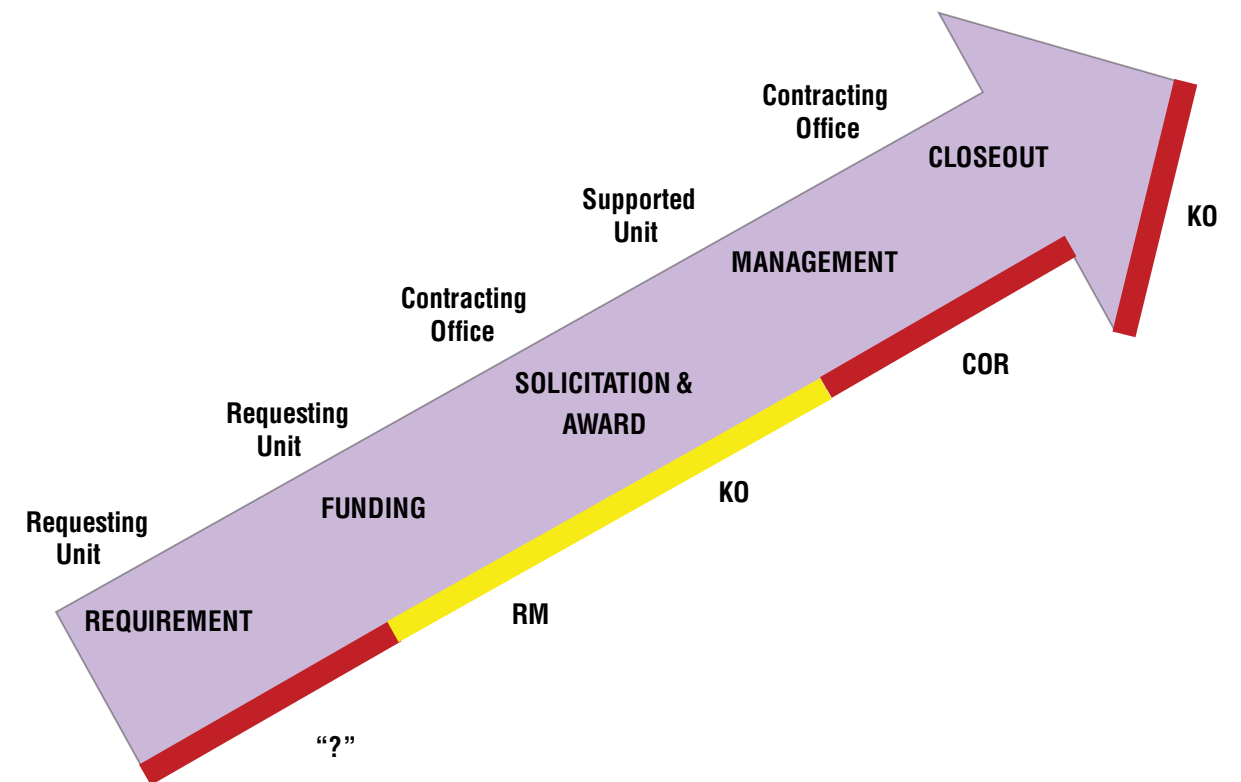 Contracting
Office
CLOSEOUT
KO
Supported
Unit
MANAGEMENT
COR
Contracting
Office
SOLICITATION &
AWARD
KO
Requesting
Unit
FUNDING
RM
Requesting
Unit
REQUIREMENT
“?”